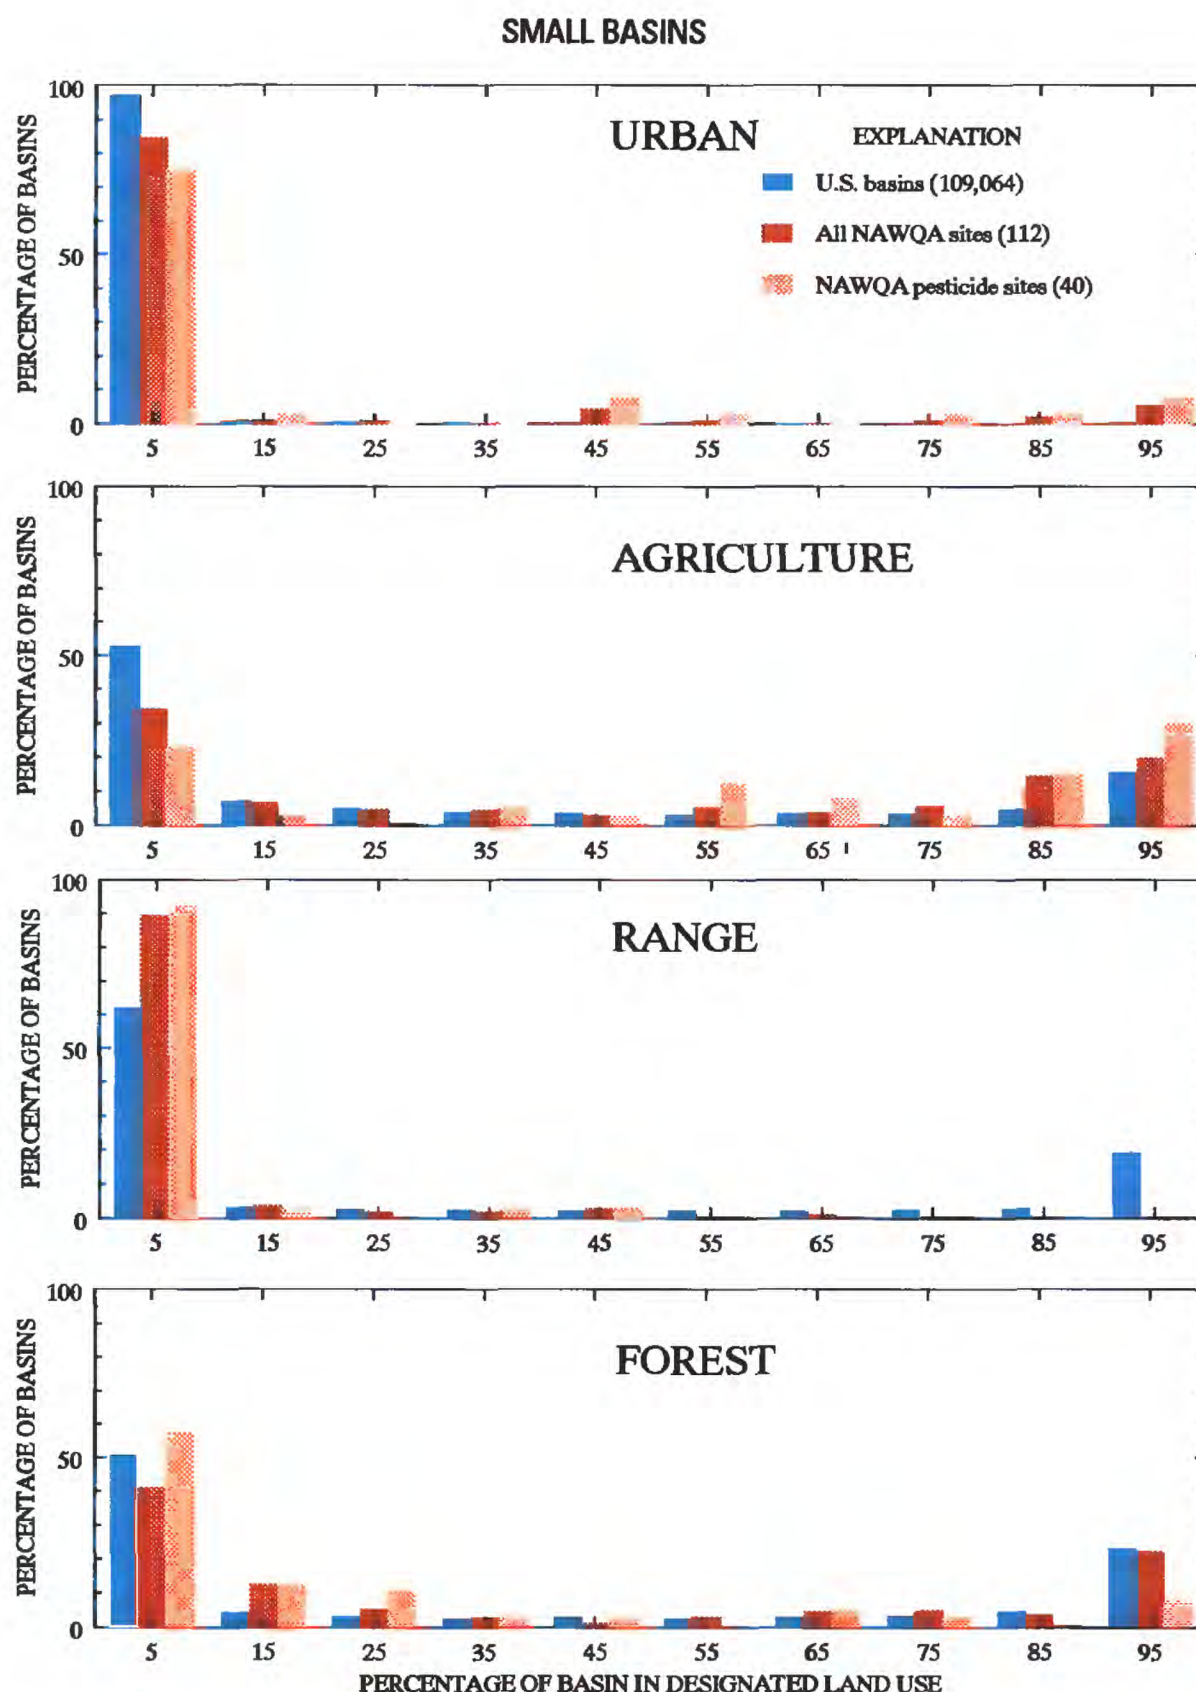 SMALL BASINS
URBAN
EXPLANATION
U.S. basins (109,064)
All NAWQA sites (112)
NAWQA pesticide sites (40)
PERCENTAGE OF BASINS
100
50
0
5 15 25 35 45 55 65 75 85 95
AGRICULTURE
PERCENTAGE OF BASINS
100
50
0
5 15 25 35 45 55 65 75 85 95
RANGE
PERCENTAGE OF BASINS
100
50
0
5 15 25 35 45 55 65 75 85 95
FOREST
PERCENTAGE OF BASINS
100
50
0
5 15 25 35 45 55 65 75 85 95
PERCENTAGE OF BASIN IN DESIGNATED LAND USE